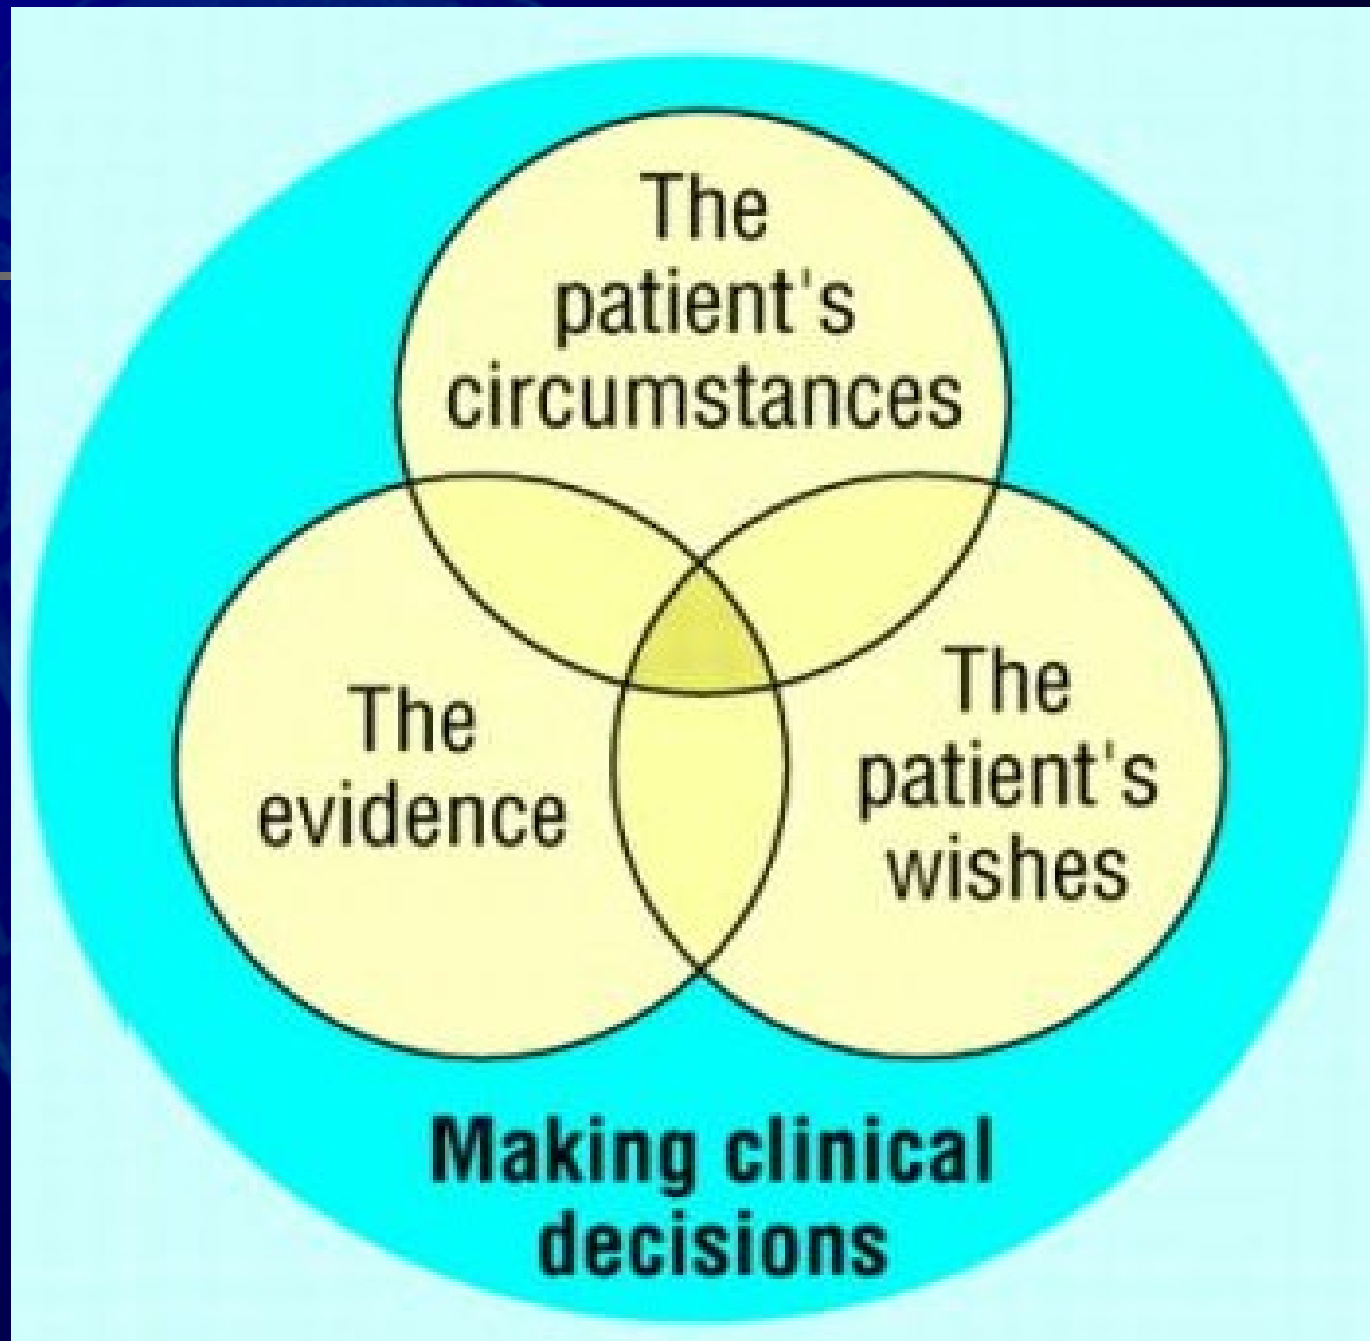 The
patient's
circumstances
The
evidence
The
patient's
wishes
Making clinical
decisions